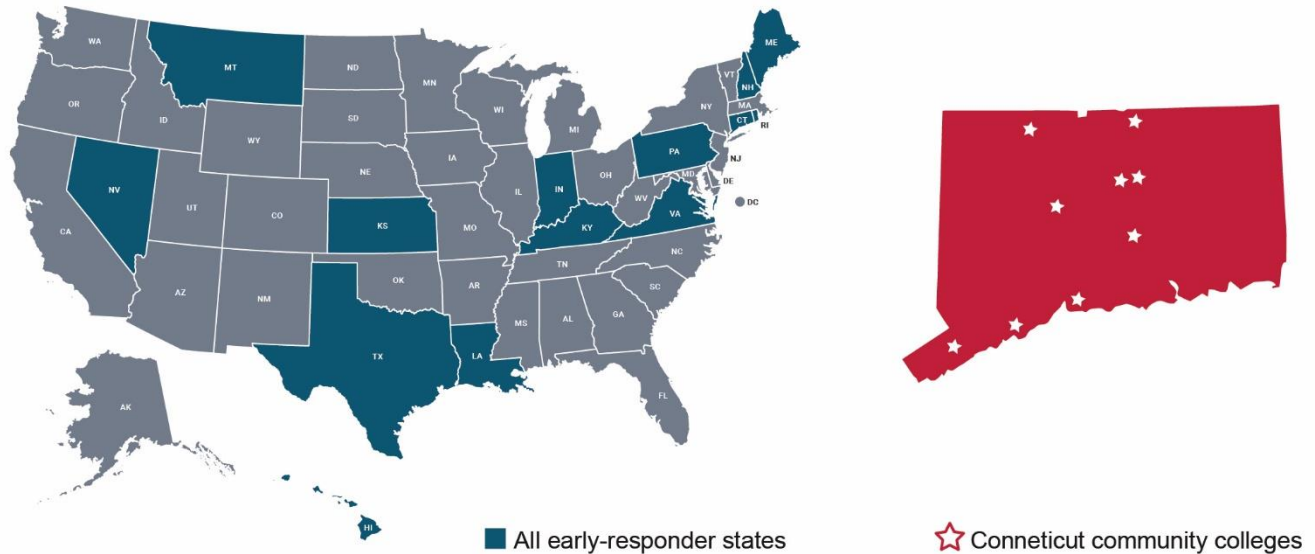 WA
MT
ND
MN
ME
VT
NH
OR
ID
WY
SD
WI
MI
NY
MA
CT
RI
NV
UT
CO
NE
IA
IL
IN
OH
PA
NJ
MD
DE
WV
VA
DC
CA
KS
MO
KY
AZ
NM
OK
AR
TN
NC
SC
TX
LA
MS
AL
GA
FL
AK
HI
All early-responder states
Conneticut community colleges